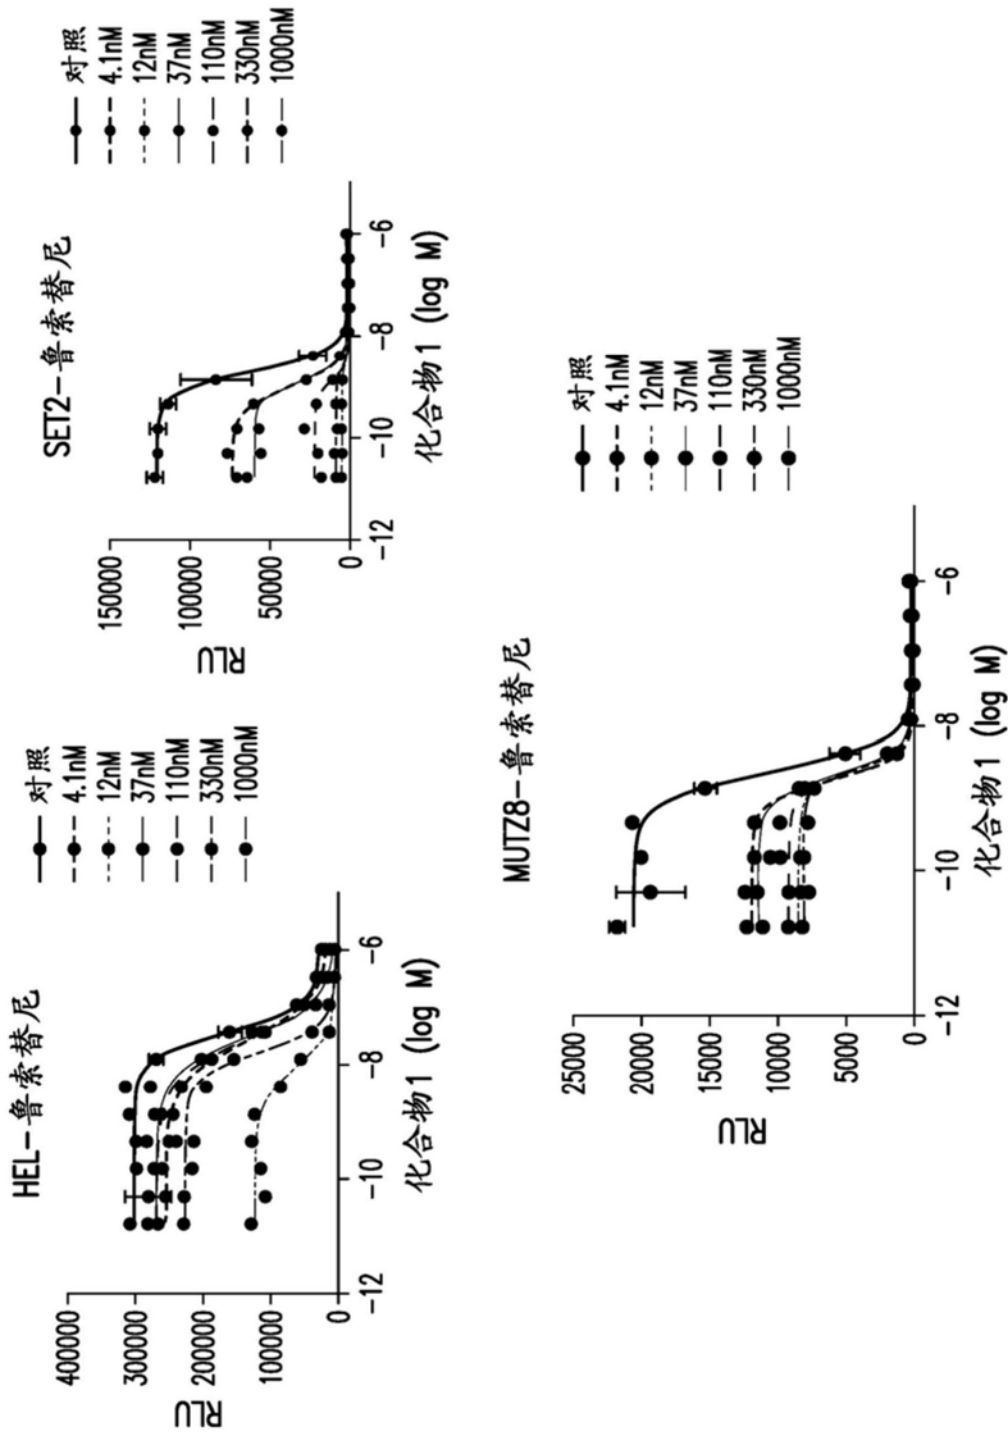 HEL-鲁索替尼
RLU
400000
300000
200000
100000
0
-12
-10
-8
-6
化合物1 (log M)
对照
4.1nM
12nM
37nM
110nM
330nM
1000nM
SET2-鲁索替尼
RLU
150000
100000
50000
0
-12
-10
-8
-6
化合物1 (log M)
对照
4.1nM
12nM
37nM
110nM
330nM
1000nM
MUTZ8-鲁索替尼
RLU
25000
20000
15000
10000
5000
0
-12
-10
-8
-6
化合物1 (log M)
对照
4.1nM
12nM
37nM
110nM
330nM
1000nM